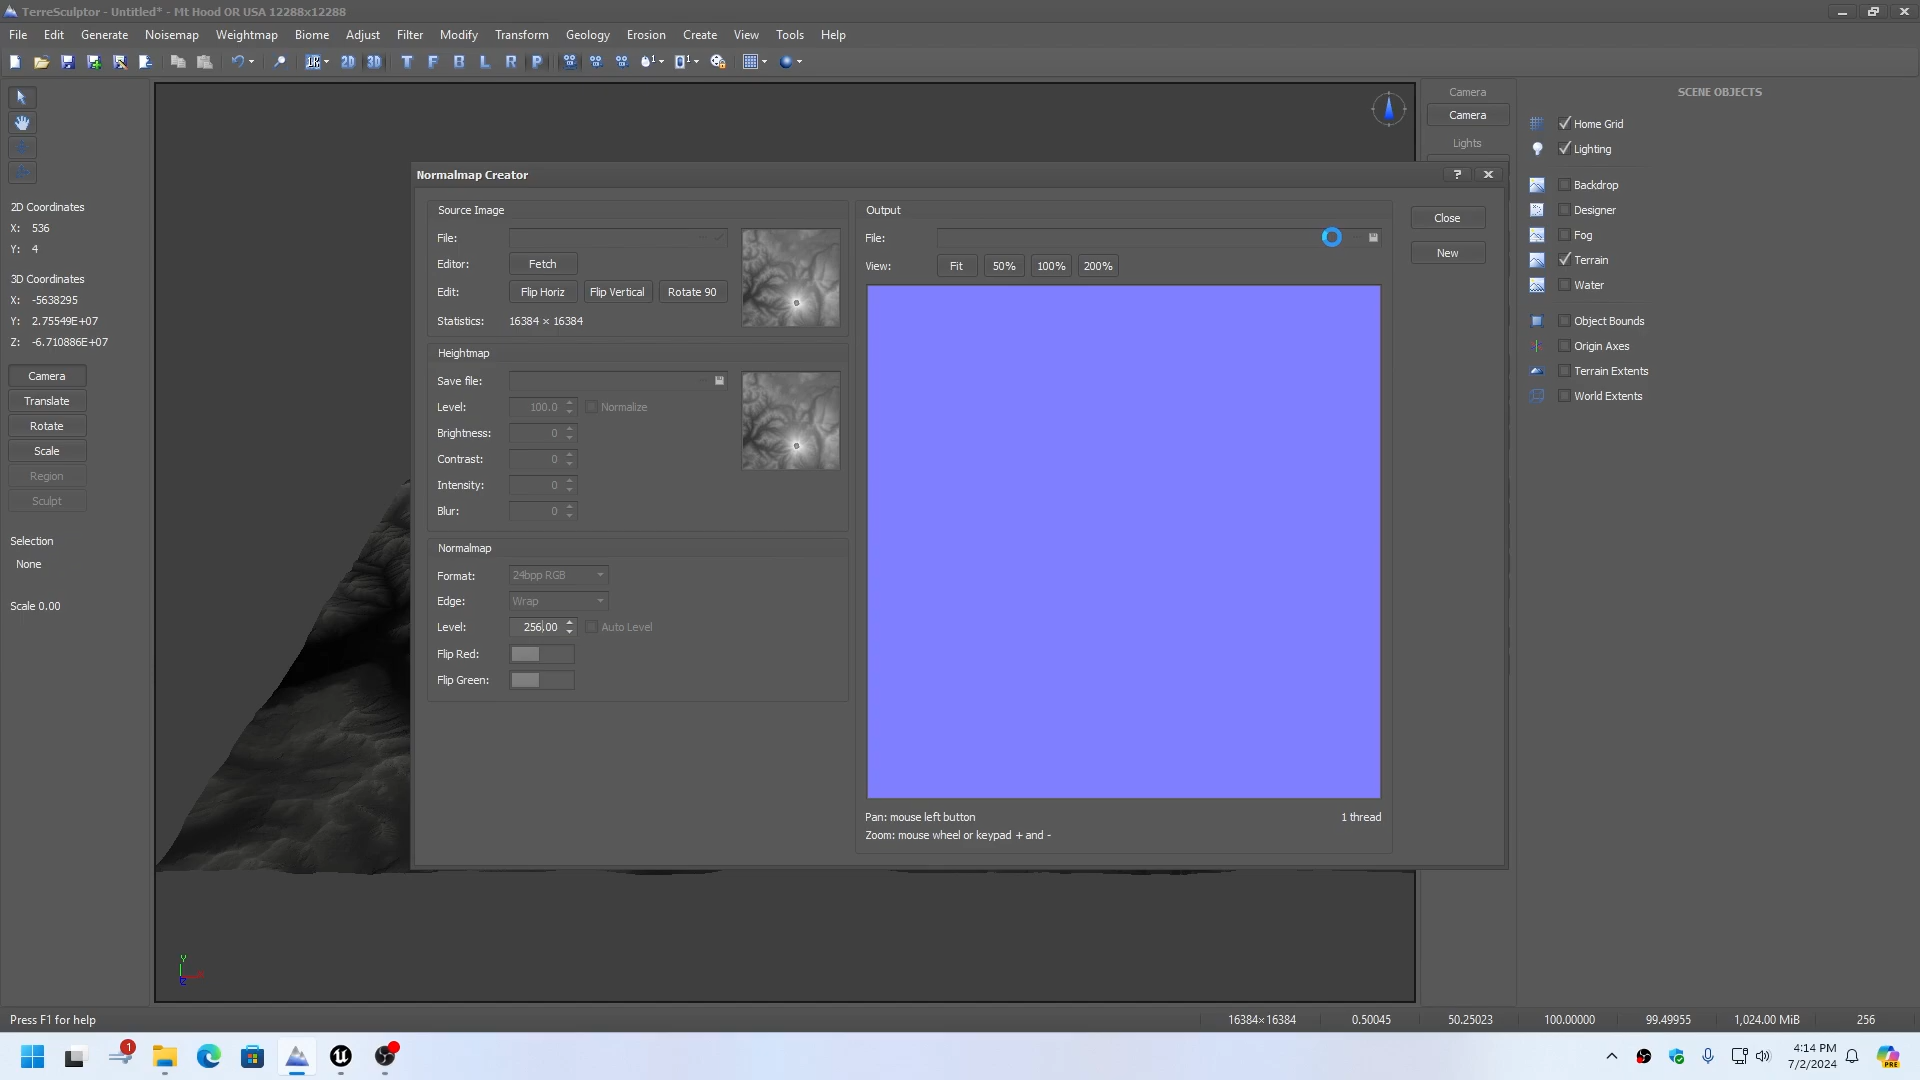 TerreSculptor - Untitled* - Mt Hood OR USA 12288x12288
File Edit Generate Noisemap Weightmap Biome Adjust Filter Modify Transform Geology Erosion Create View Tools Help
2D 3D T F B L R P
2D Coordinates
X: 536
Y: 4
3D Coordinates
X: -5638295
Y: 2.75549E+07
Z: -6.710886E+07
Camera
Translate
Rotate
Scale
Region
Sculpt
Selection
None
Scale 0.00
Normalmap Creator
?
Source Image
File:
Editor: Fetch
Edit: Flip Horiz Flip Vertical Rotate 90
Statistics: 16384 × 16384
Heightmap
Save file:
Level: 100.0 Normalize
Brightness: 0
Contrast: 0
Intensity: 0
Blur: 0
Normalmap
Format: 24bpp RGB
Edge: Wrap
Level: 256.00 Auto Level
Flip Red:
Flip Green:
Output
File:
View: Fit 50% 100% 200%
Pan: mouse left button 1 thread
Zoom: mouse wheel or keypad + and -
Close
New
Camera
Camera
Lights
SCENE OBJECTS
Home Grid
Lighting
Backdrop
Designer
Fog
Terrain
Water
Object Bounds
Origin Axes
Terrain Extents
World Extents
Y
Press F1 for help 16384×16384 0.50045 50.25023 100.00000 99.49955 1,024.00 MiB 256
1
4:14 PM
7/2/2024
PRE